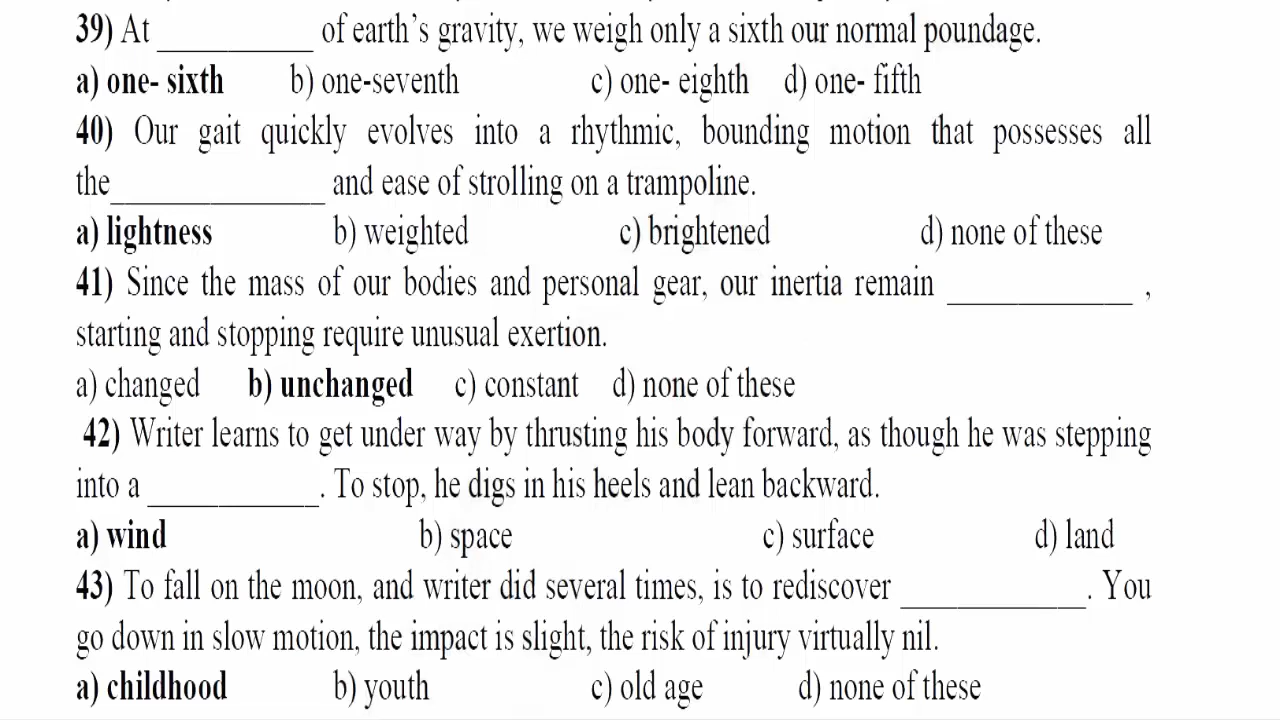 39) At ___________ of earth’s gravity, we weigh only a sixth our normal poundage.
a) one- sixth b) one-seventh c) one- eighth d) one- fifth
40) Our gait quickly evolves into a rhythmic, bounding motion that possesses all
the_______________ and ease of strolling on a trampoline.
a) lightness b) weighted c) brightened d) none of these
41) Since the mass of our bodies and personal gear, our inertia remain _____________ ,
starting and stopping require unusual exertion.
a) changed b) unchanged c) constant d) none of these
42) Writer learns to get under way by thrusting his body forward, as though he was stepping
into a ____________. To stop, he digs in his heels and lean backward.
a) wind b) space c) surface d) land
43) To fall on the moon, and writer did several times, is to rediscover _____________. You
go down in slow motion, the impact is slight, the risk of injury virtually nil.
a) childhood b) youth c) old age d) none of these